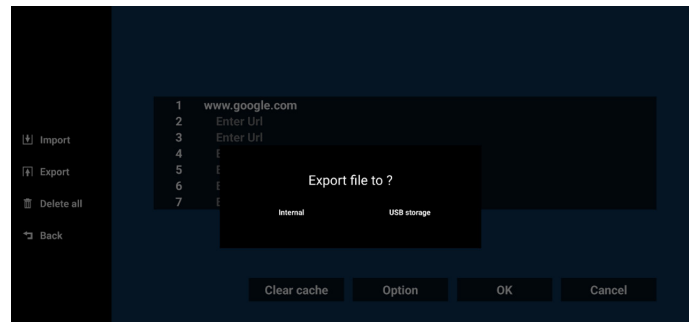 1 www.google.com
2 Enter Url
3 Enter Url
4 E
5 E
6 E
7 E
Import
Export
Delete all
Back
Export file to ?
Internal USB storage
Clear cache Option OK Cancel